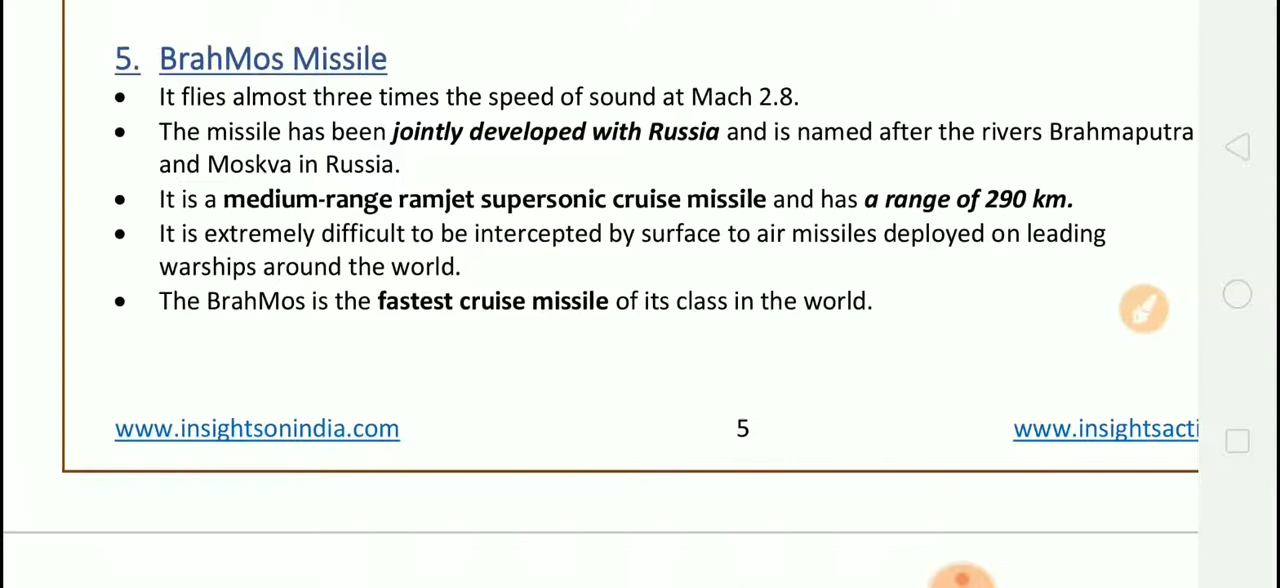 5. BrahMos Missile
• It flies almost three times the speed of sound at Mach 2.8.
• The missile has been jointly developed with Russia and is named after the rivers Brahmaputra
and Moskva in Russia.
• It is a medium-range ramjet supersonic cruise missile and has a range of 290 km.
• It is extremely difficult to be intercepted by surface to air missiles deployed on leading
warships around the world.
• The BrahMos is the fastest cruise missile of its class in the world.
www.insightsonindia.com 5 www.insightsacti